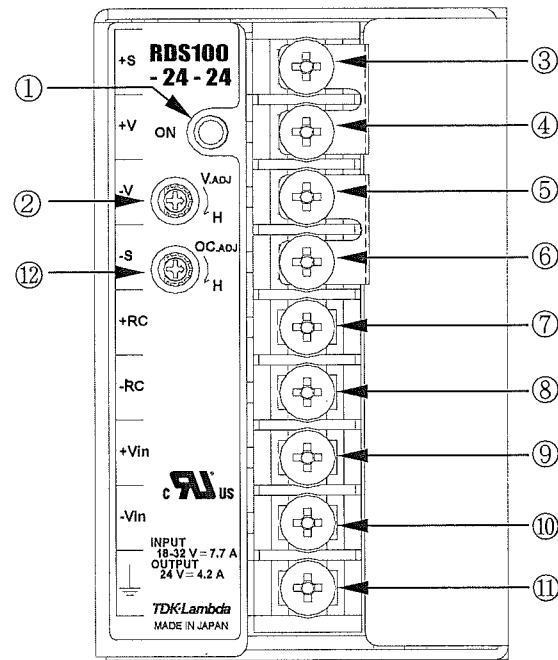 RDS100
- 24 - 24
+S
ON
+V
V.ADJ
-V
H
OC.ADJ
-S
H
+RC
-RC
+Vin
-Vin
C RU US
INPUT
18-32 V = 7.7 A
OUTPUT
24 V = 4.2 A
TDK-Lambda
MADE IN JAPAN
①
②
⑫
③
④
⑤
⑥
⑦
⑧
⑨
⑩
⑪